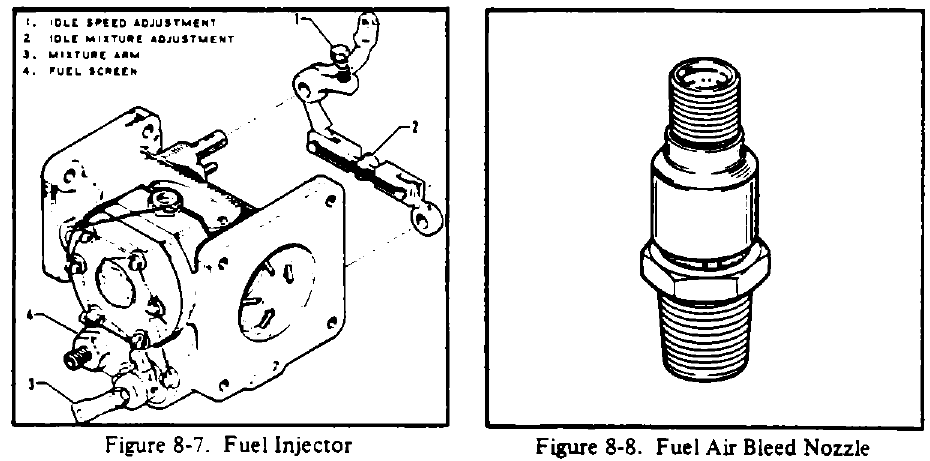 1. IDLE SPEED ADJUSTMENT
2 IDLE MIXTURE ADJUSTMENT
3. MIXTURE ARM
4. FUEL SCREEN
1
2
4
3
Figure 8-7. Fuel Injector
Figure 8-8. Fuel Air Bleed Nozzle